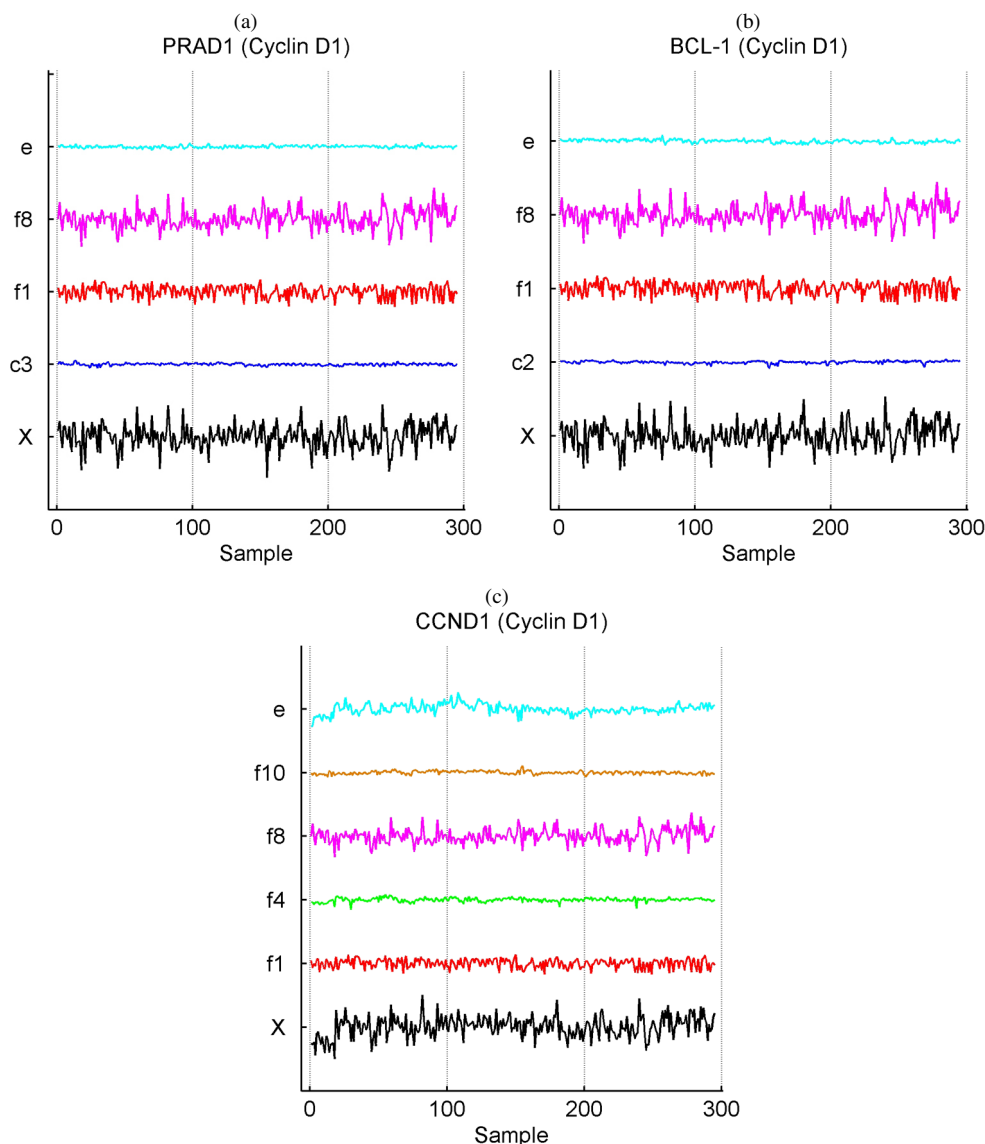 (a)
PRAD1 (Cyclin D1)
e
f8
f1
c3
X
0 100 200 300
Sample
(b)
BCL-1 (Cyclin D1)
e
f8
f1
c2
X
0 100 200 300
Sample
(c)
CCND1 (Cyclin D1)
e
f10
f8
f4
f1
X
0 100 200 300
Sample